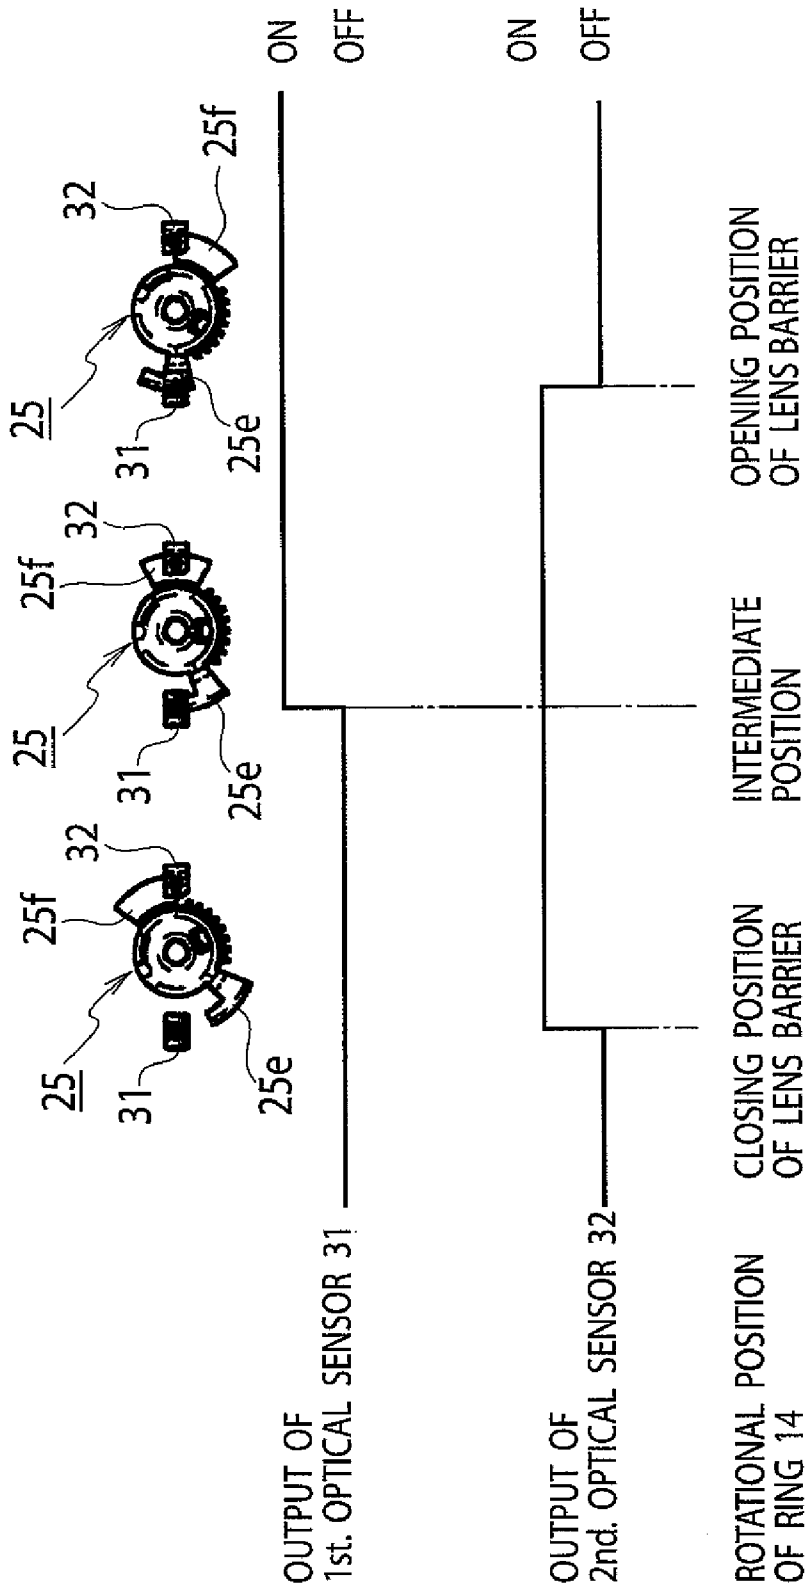 25
25f
32
31
25e
25
25f
32
31
25e
25
32
31
25e
25f
OUTPUT OF
1st. OPTICAL SENSOR 31
ON
OFF
OUTPUT OF
2nd. OPTICAL SENSOR 32
ON
OFF
ROTATIONAL POSITION
OF RING 14
CLOSING POSITION
OF LENS BARRIER
INTERMEDIATE
POSITION
OPENING POSITION
OF LENS BARRIER